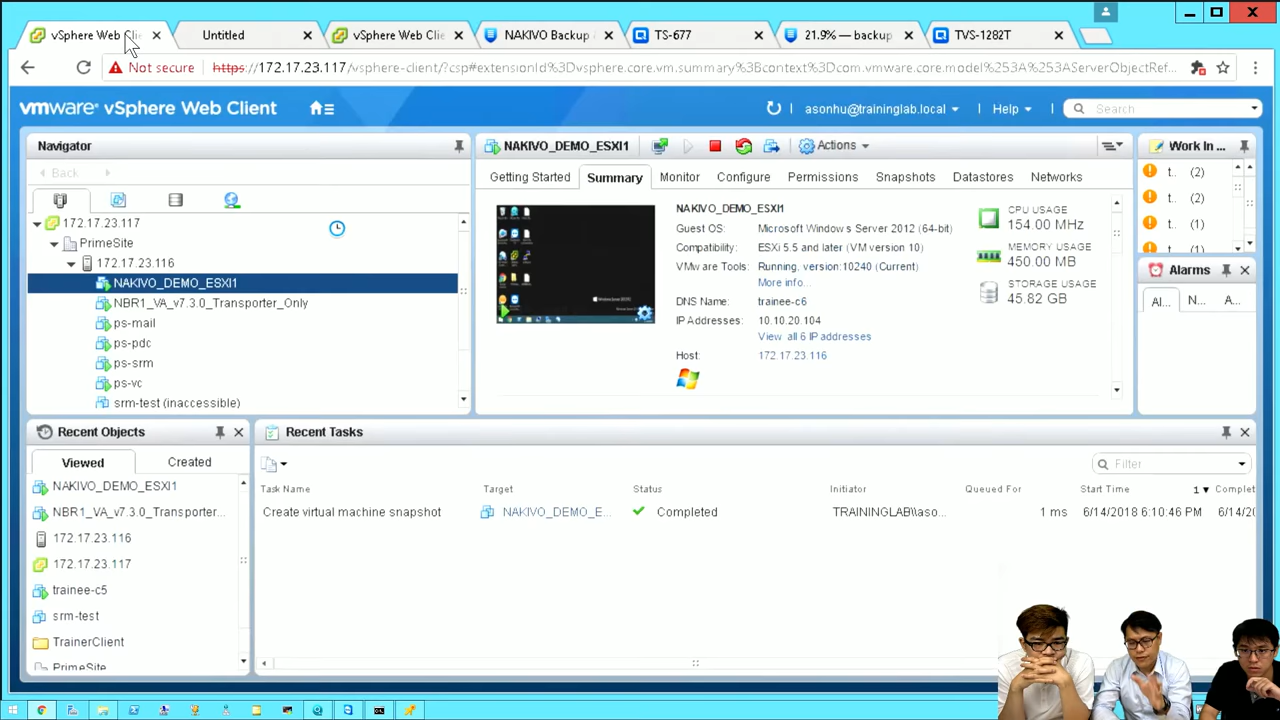 vSphere Web Cli
Untitled
vSphere Web Clie
NAKIVO Backup
TS-677
21.9% — backup
TVS-1282T
Not secure
https://172.17.23.117/vsphere-client/?csp#extensionId%3Dvsphere.core.vm.summary%3Bcontext%3Dcom.vmware.core.model%253A%253AServerObjectRef...
vmware® vSphere Web Client
asonhu@traininglab.local
Help
Search
Navigator
Back
172.17.23.117
PrimeSite
172.17.23.116
NAKIVO_DEMO_ESXI1
NBR1_VA_v7.3.0_Transporter_Only
ps-mail
ps-pdc
ps-srm
ps-vc
srm-test (inaccessible)
NAKIVO_DEMO_ESXI1
Actions
Getting Started
Summary
Monitor
Configure
Permissions
Snapshots
Datastores
Networks
NAKIVO_DEMO_ESXI1
Guest OS: Microsoft Windows Server 2012 (64-bit)
Compatibility: ESXi 5.5 and later (VM version 10)
VMware Tools: Running, version:10240 (Current)
More info...
DNS Name: trainee-c6
IP Addresses: 10.10.20.104
View all 6 IP addresses
Host: 172.17.23.116
CPU USAGE
154.00 MHz
MEMORY USAGE
450.00 MB
STORAGE USAGE
45.82 GB
Work In ...
t... (2)
t... (2)
t... (1)
Alarms
Al...
N...
A...
Recent Objects
Viewed
Created
NAKIVO_DEMO_ESXI1
NBR1_VA_v7.3.0_Transporter...
172.17.23.116
172.17.23.117
trainee-c5
srm-test
TrainerClient
PrimeSite
Recent Tasks
Filter
Task Name
Target
Status
Initiator
Queued For
Start Time
1
Complet
Create virtual machine snapshot
NAKIVO_DEMO_E...
Completed
TRAININGLAB\\aso...
1 ms
6/14/2018 6:10:46 PM
6/14/20